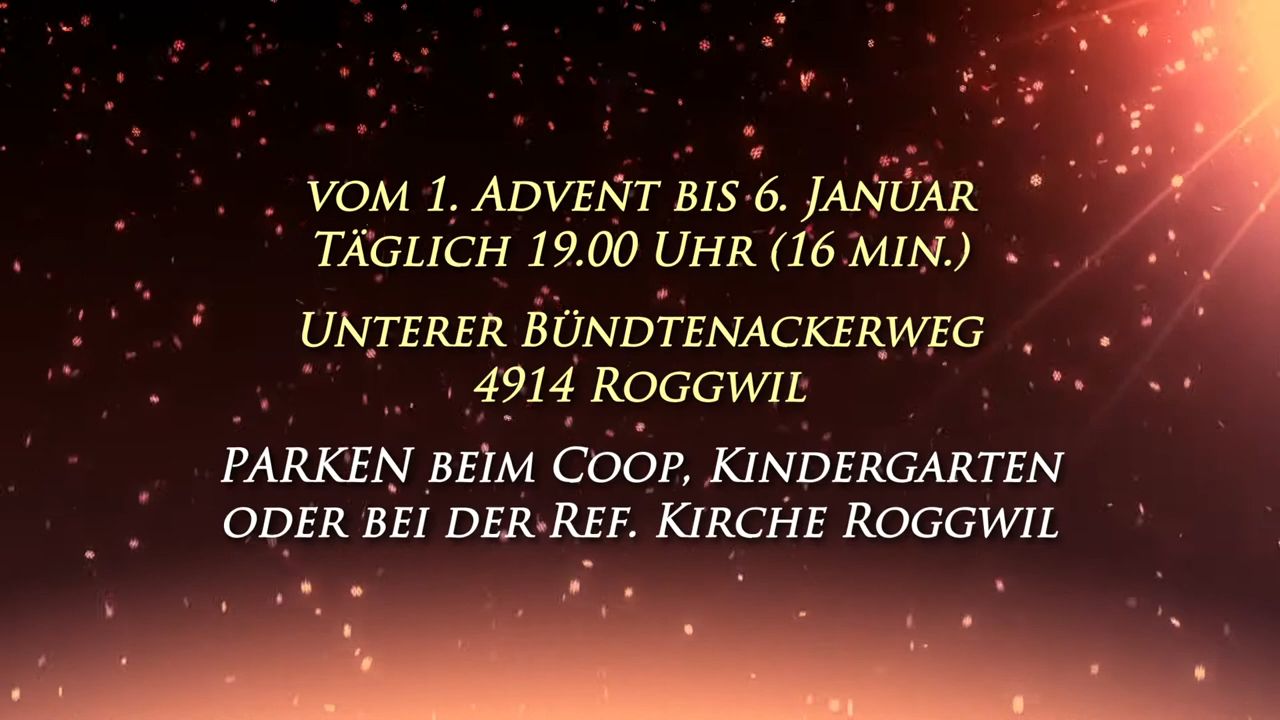 VOM 1. ADVENT BIS 6. JANUAR
TÄGLICH 19.00 UHR (16 MIN.)
UNTERER BÜNDTENACKERWEG
4914 ROGGWIL
PARKEN BEIM COOP, KINDERGARTEN
ODER BEI DER REF. KIRCHE ROGGWIL